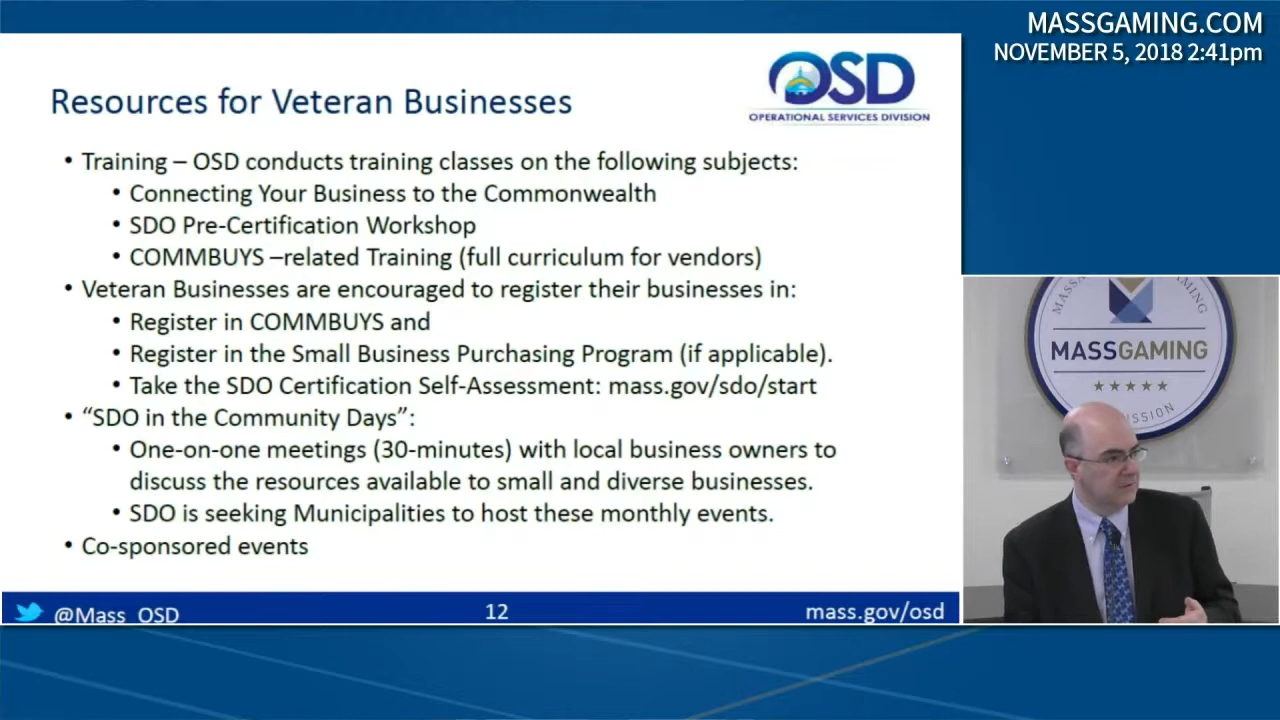 MASSGAMING.COM
NOVEMBER 5, 2018 2:41pm
OSD
OPERATIONAL SERVICES DIVISION
Resources for Veteran Businesses
• Training – OSD conducts training classes on the following subjects:
• Connecting Your Business to the Commonwealth
• SDO Pre-Certification Workshop
• COMMBUYS –related Training (full curriculum for vendors)
• Veteran Businesses are encouraged to register their businesses in:
• Register in COMMBUYS and
• Register in the Small Business Purchasing Program (if applicable).
• Take the SDO Certification Self-Assessment: mass.gov/sdo/start
• “SDO in the Community Days”:
• One-on-one meetings (30-minutes) with local business owners to
discuss the resources available to small and diverse businesses.
• SDO is seeking Municipalities to host these monthly events.
• Co-sponsored events
@Mass_OSD
12
mass.gov/osd
MASSGAMING